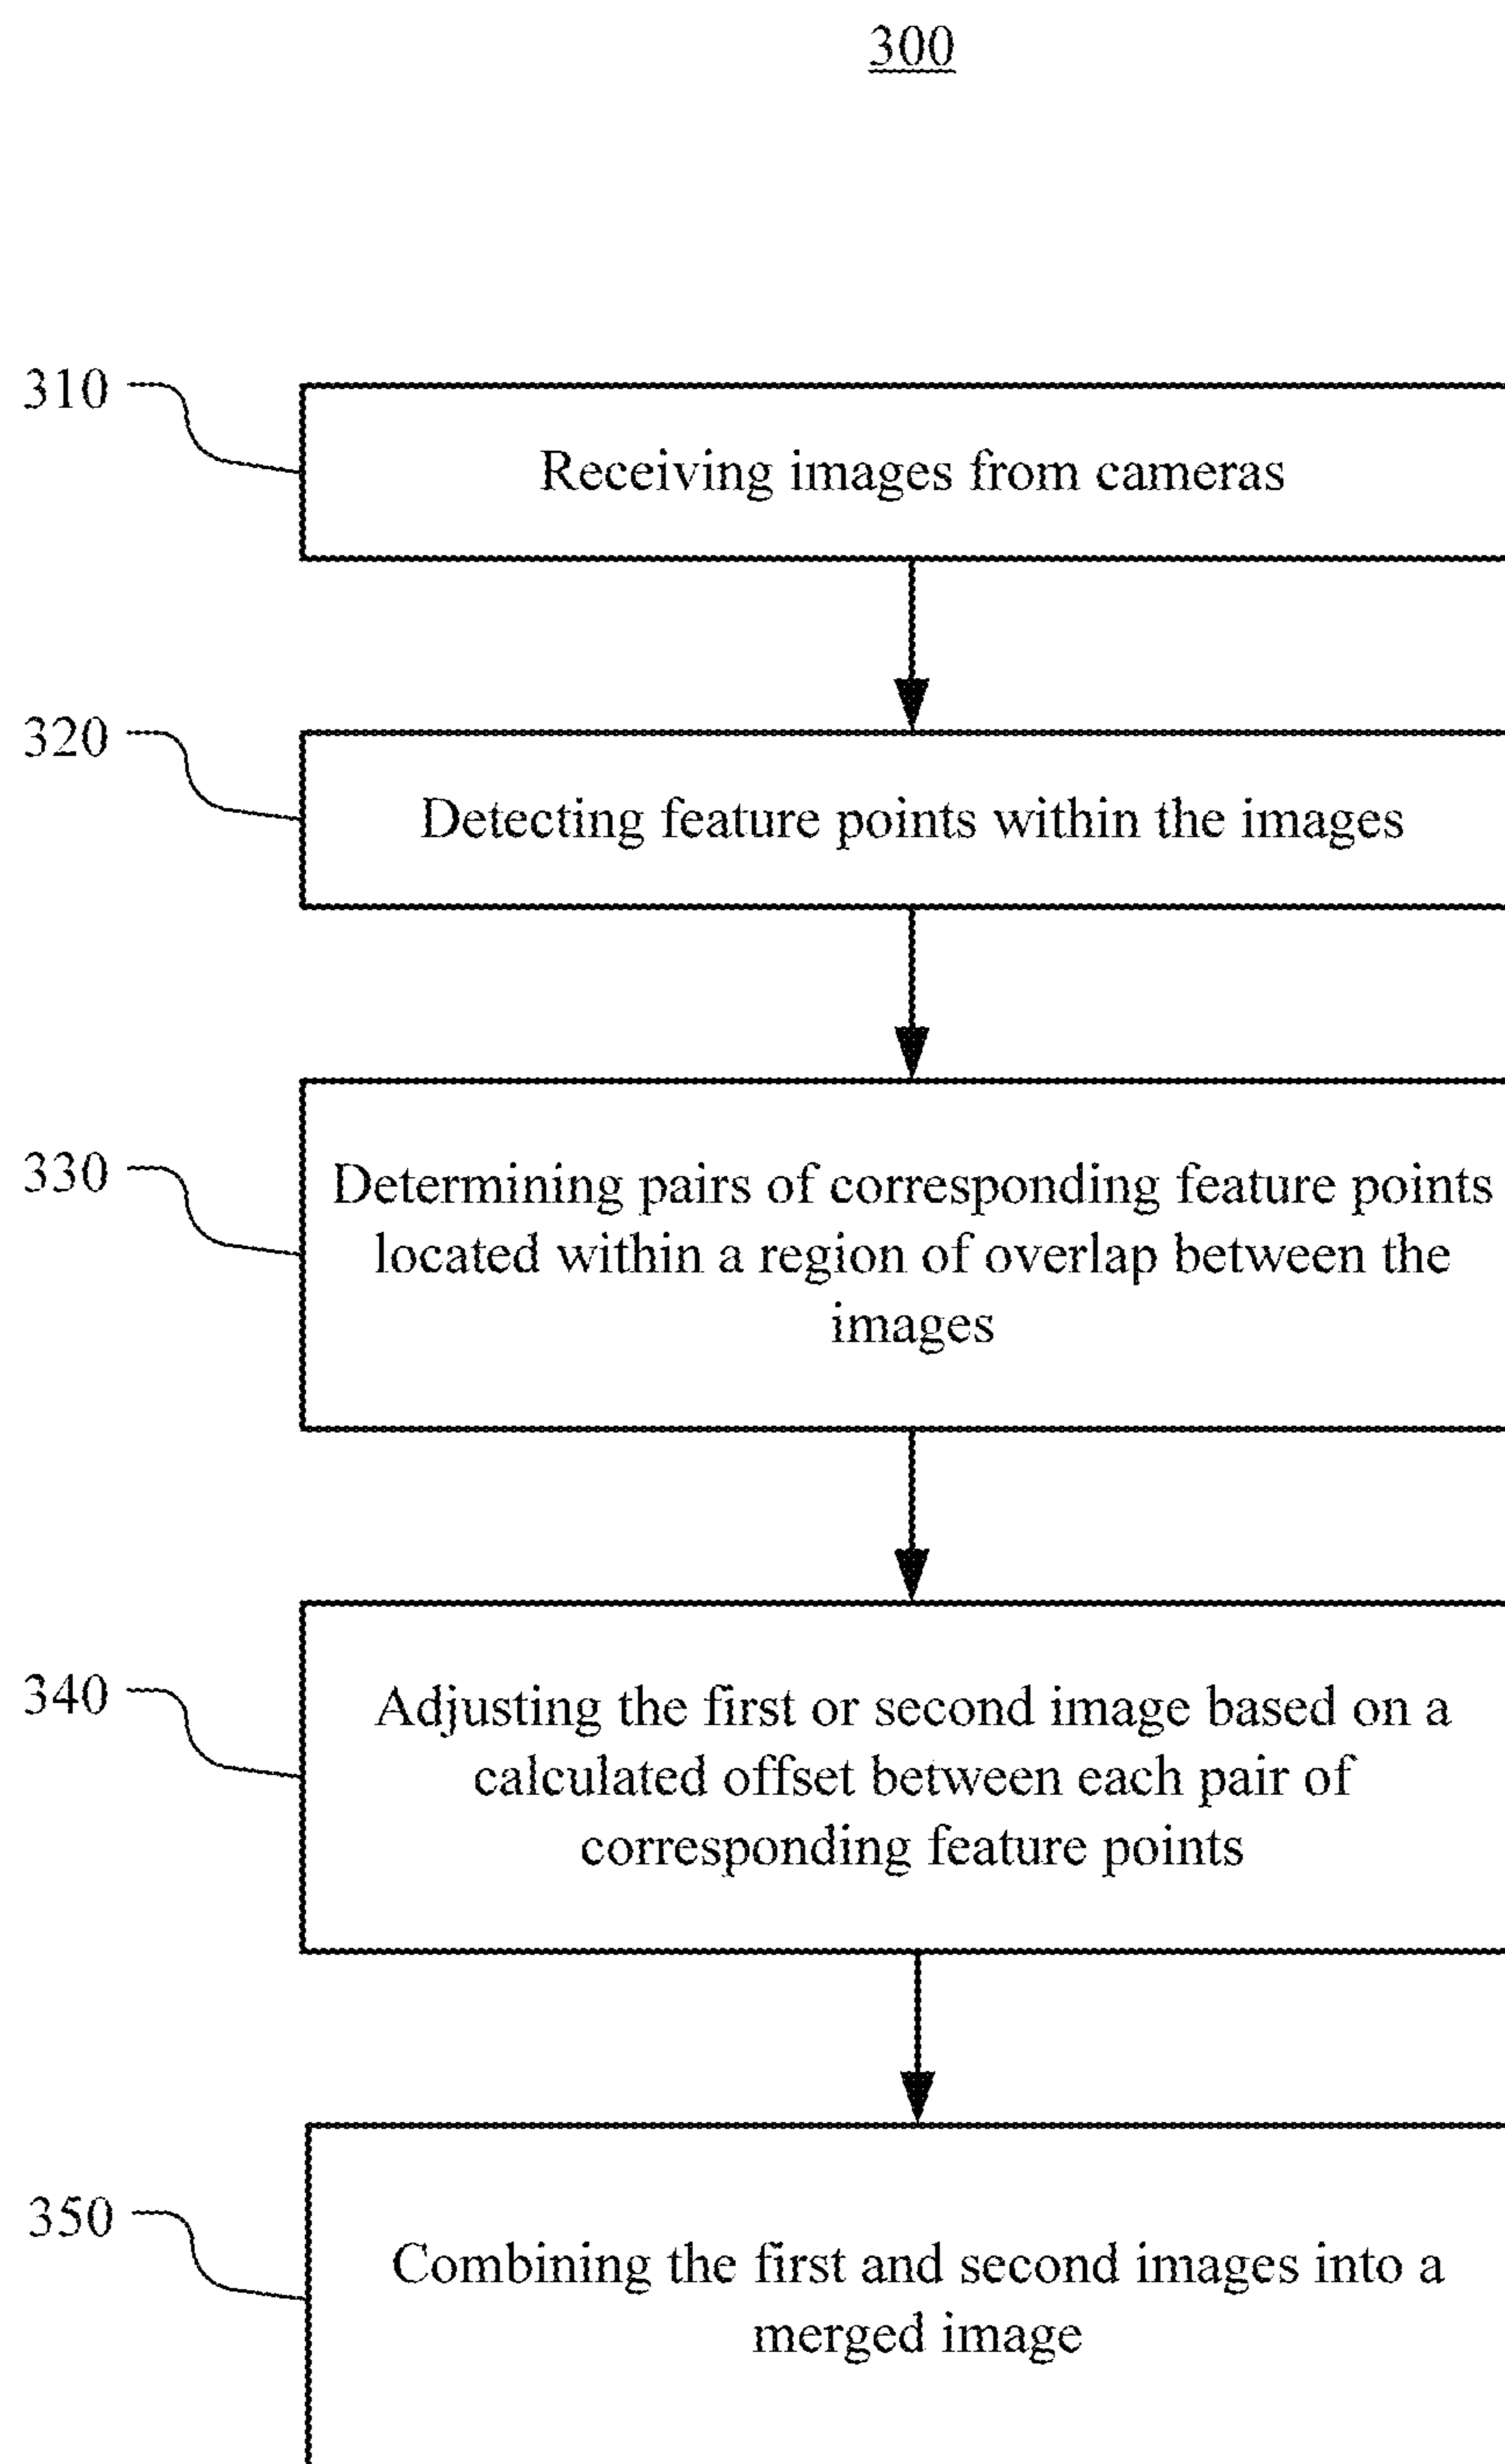 300
310
Receiving images from cameras
320
Detecting feature points within the images
330
Determining pairs of corresponding feature points
located within a region of overlap between the
images
340
Adjusting the first or second image based on a
calculated offset between each pair of
corresponding feature points
350
Combining the first and second images into a
merged image